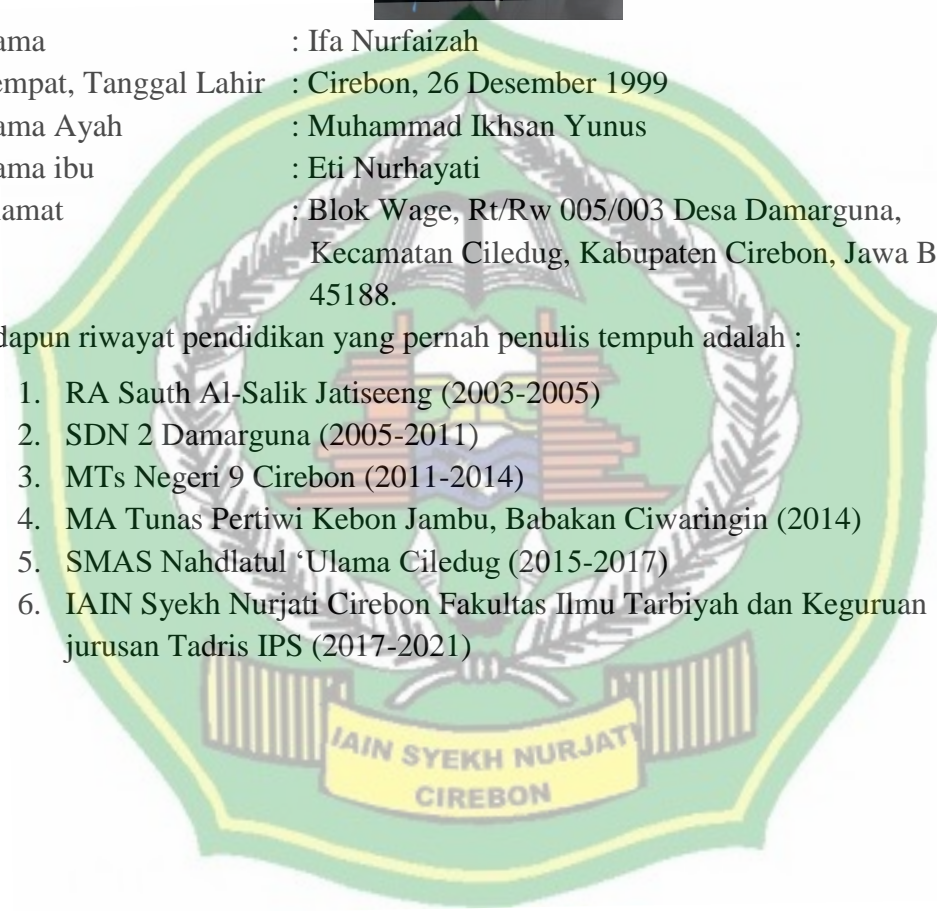 ama : Ifa Nurfaizah
empat, Tanggal Lahir : Cirebon, 26 Desember 1999
ama Ayah : Muhammad Ikhsan Yunus
ama ibu : Eti Nurhayati
lamat : Blok Wage, Rt/Rw 005/003 Desa Damarguna,
Kecamatan Ciledug, Kabupaten Cirebon, Jawa B
45188.
dapun riwayat pendidikan yang pernah penulis tempuh adalah :
1. RA Sauth Al-Salik Jatiseeng (2003-2005)
2. SDN 2 Damarguna (2005-2011)
3. MTs Negeri 9 Cirebon (2011-2014)
4. MA Tunas Pertiwi Kebon Jambu, Babakan Ciwaringin (2014)
5. SMAS Nahdlatul ‘Ulama Ciledug (2015-2017)
6. IAIN Syekh Nurjati Cirebon Fakultas Ilmu Tarbiyah dan Keguruan
jurusan Tadris IPS (2017-2021)
IAIN SYEKH NURJATI
CIREBON